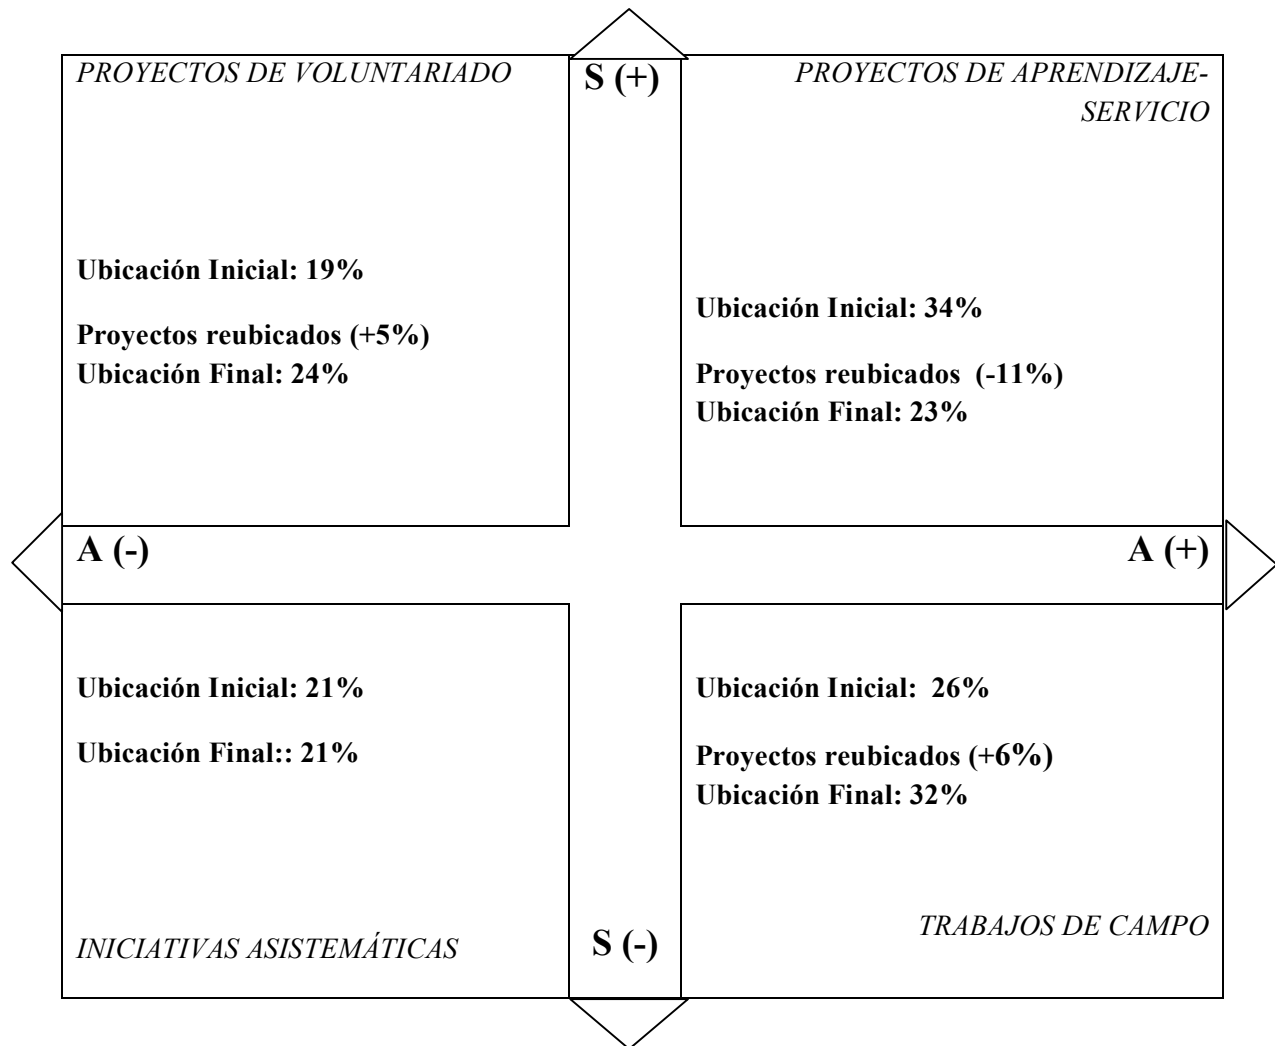 PROYECTOS DE VOLUNTARIADO
Ubicación Inicial: 19%
Proyectos reubicados (+5%)
Ubicación Final: 24%
S (+)
PROYECTOS DE APRENDIZAJE-
SERVICIO
Ubicación Inicial: 34%
Proyectos reubicados  (-11%)
Ubicación Final: 23%
A (-)
A (+)
Ubicación Inicial: 21%
Ubicación Final:: 21%
INICIATIVAS ASISTEMÁTICAS
S (-)
Ubicación Inicial:  26%
Proyectos reubicados (+6%)
Ubicación Final: 32%
TRABAJOS DE CAMPO